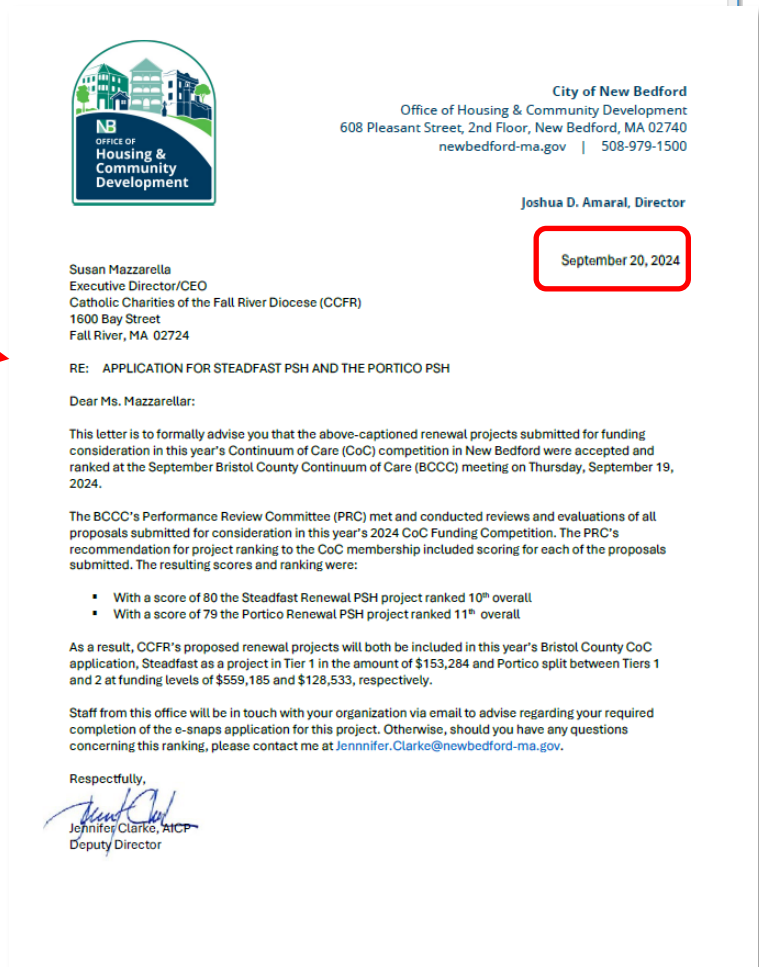 NB
OFFICE OF
Housing &
Community
Development
City of New Bedford
Office of Housing & Community Development
608 Pleasant Street, 2nd Floor, New Bedford, MA 02740
newbedford-ma.gov | 508-979-1500
Joshua D. Amaral, Director
September 20, 2024
Susan Mazzarella
Executive Director/CEO
Catholic Charities of the Fall River Diocese (CCFR)
1600 Bay Street
Fall River, MA 02724
RE: APPLICATION FOR STEADFAST PSH AND THE PORTICO PSH
Dear Ms. Mazzarellar:
This letter is to formally advise you that the above-captioned renewal projects submitted for funding
consideration in this year's Continuum of Care (CoC) competition in New Bedford were accepted and
ranked at the September Bristol County Continuum of Care (BCCC) meeting on Thursday, September 19,
2024.
The BCCC's Performance Review Committee (PRC) met and conducted reviews and evaluations of all
proposals submitted for consideration in this year's 2024 CoC Funding Competition. The PRC's
recommendation for project ranking to the CoC membership included scoring for each of the proposals
submitted. The resulting scores and ranking were:
▪ With a score of 80 the Steadfast Renewal PSH project ranked 10th overall
▪ With a score of 79 the Portico Renewal PSH project ranked 11th overall
As a result, CCFR's proposed renewal projects will both be included in this year's Bristol County CoC
application, Steadfast as a project in Tier 1 in the amount of $153,284 and Portico split between Tiers 1
and 2 at funding levels of $559,185 and $128,533, respectively.
Staff from this office will be in touch with your organization via email to advise regarding your required
completion of the e-snaps application for this project. Otherwise, should you have any questions
concerning this ranking, please contact me at Jennnifer.Clarke@newbedford-ma.gov.
Respectfully,
Jennifer Clarke, AICP
Deputy Director